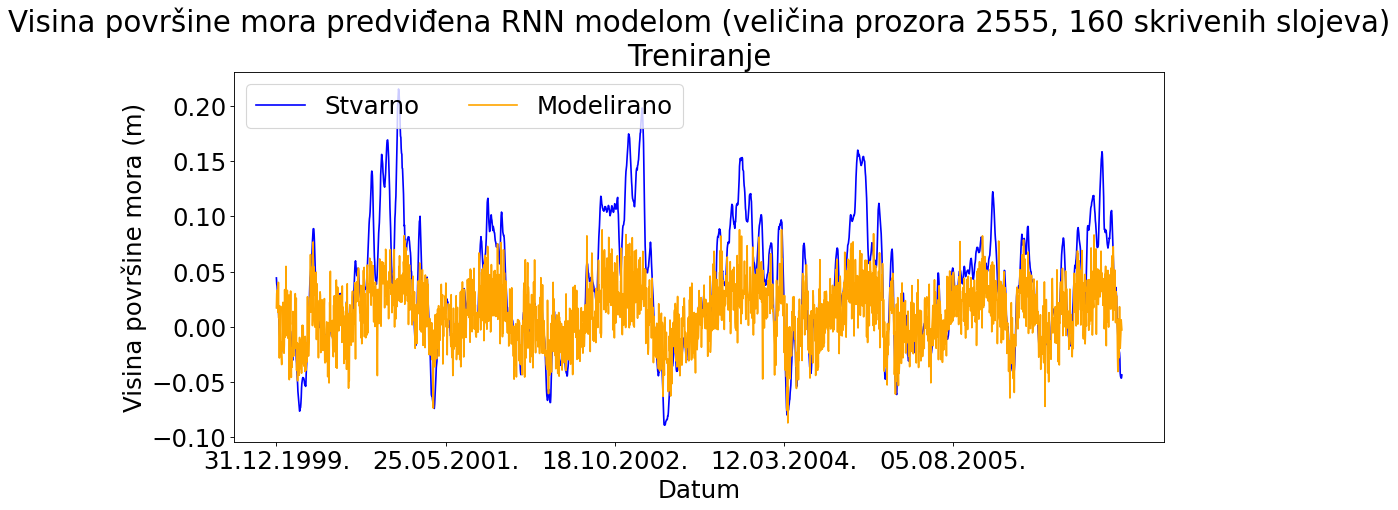 Visina površine mora predviđena RNN modelom (veličina prozora 2555, 160 skrivenih slojeva)
Treniranje
Stvarno Modelirano
Visina površine mora (m)
0.20
0.15
0.10
0.05
0.00
−0.05
−0.10
31.12.1999. 25.05.2001. 18.10.2002. 12.03.2004. 05.08.2005.
Datum